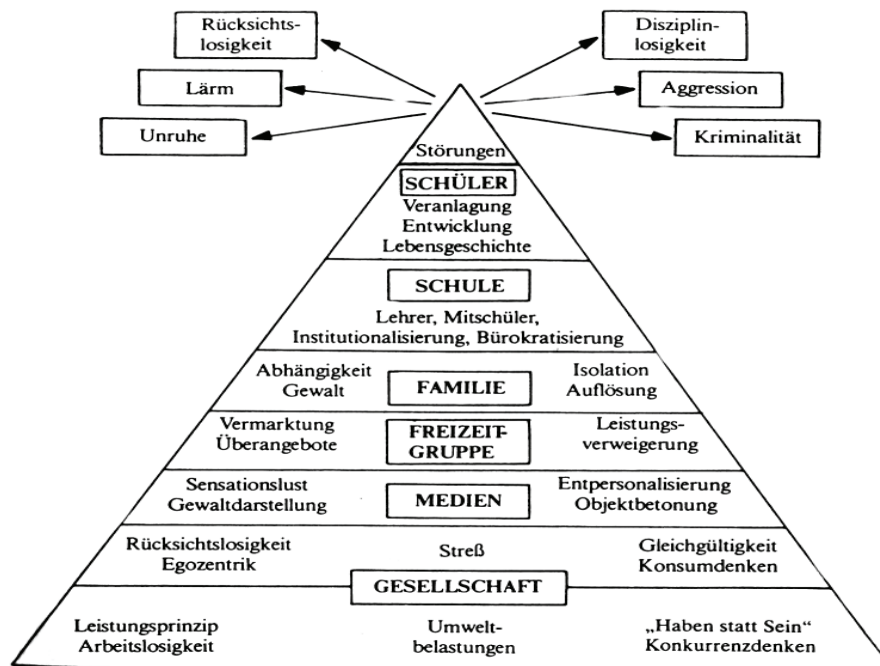 Rücksichts-
losigkeit
Disziplin-
losigkeit
Lärm
Aggression
Unruhe
Kriminalität
Störungen
SCHÜLER
Veranlagung
Entwicklung
Lebensgeschichte
SCHULE
Lehrer, Mitschüler,
Institutionalisierung, Bürokratisierung
Abhängigkeit
Gewalt
FAMILIE
Isolation
Auflösung
Vermarktung
Überangebote
FREIZEIT-
GRUPPE
Leistungs-
verweigerung
Sensationslust
Gewaltdarstellung
MEDIEN
Entpersonalisierung
Objektbetonung
Rücksichtslosigkeit
Egozentrik
Streß
Gleichgültigkeit
Konsumdenken
GESELLSCHAFT
Leistungsprinzip
Arbeitslosigkeit
Umwelt-
belastungen
„Haben statt Sein“
Konkurrenzdenken